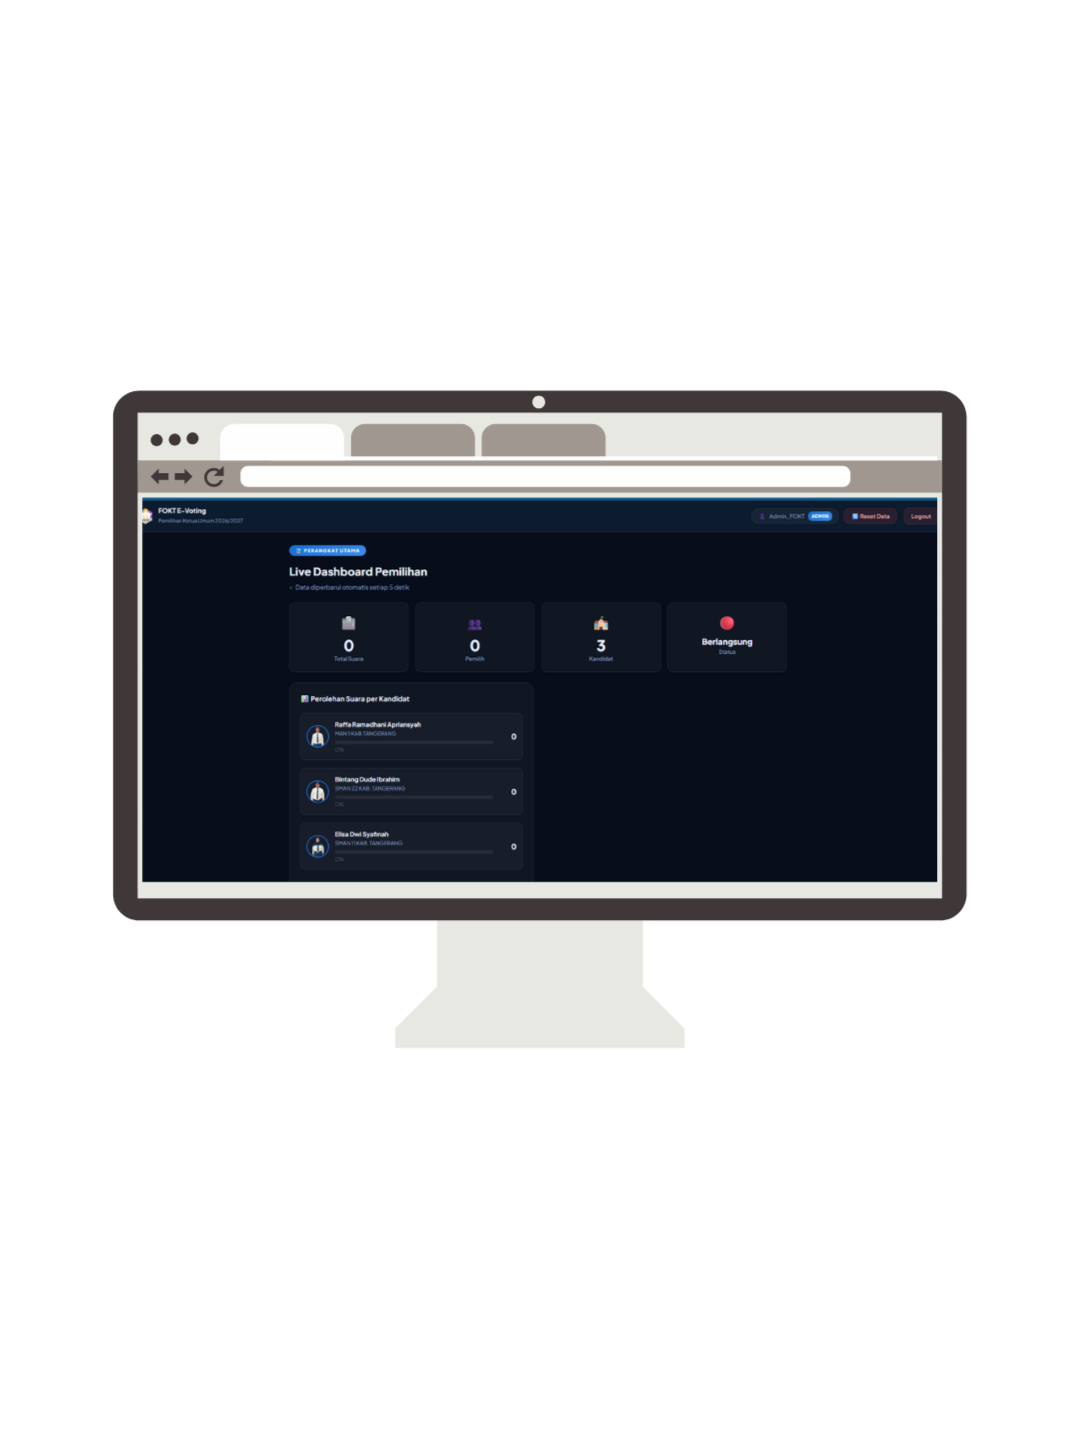 FOKT E-Voting
Pemilihan Ketua Umum 2026/2027
Admin_FOKT ADMIN
Reset Data
Logout
PERANGKAT UTAMA
Live Dashboard Pemilihan
Data diperbarui otomatis setiap 5 detik
0
Total Suara
0
Pemilih
3
Kandidat
Berlangsung
Status
Perolehan Suara per Kandidat
Raffa Ramadhani Apriansyah
MAN 1 KAB. TANGERANG
0
0%
Bintang Dude Ibrahim
SMAN 22 KAB. TANGERANG
0
0%
Elisa Dwi Syafinah
SMAN 11 KAB. TANGERANG
0
0%